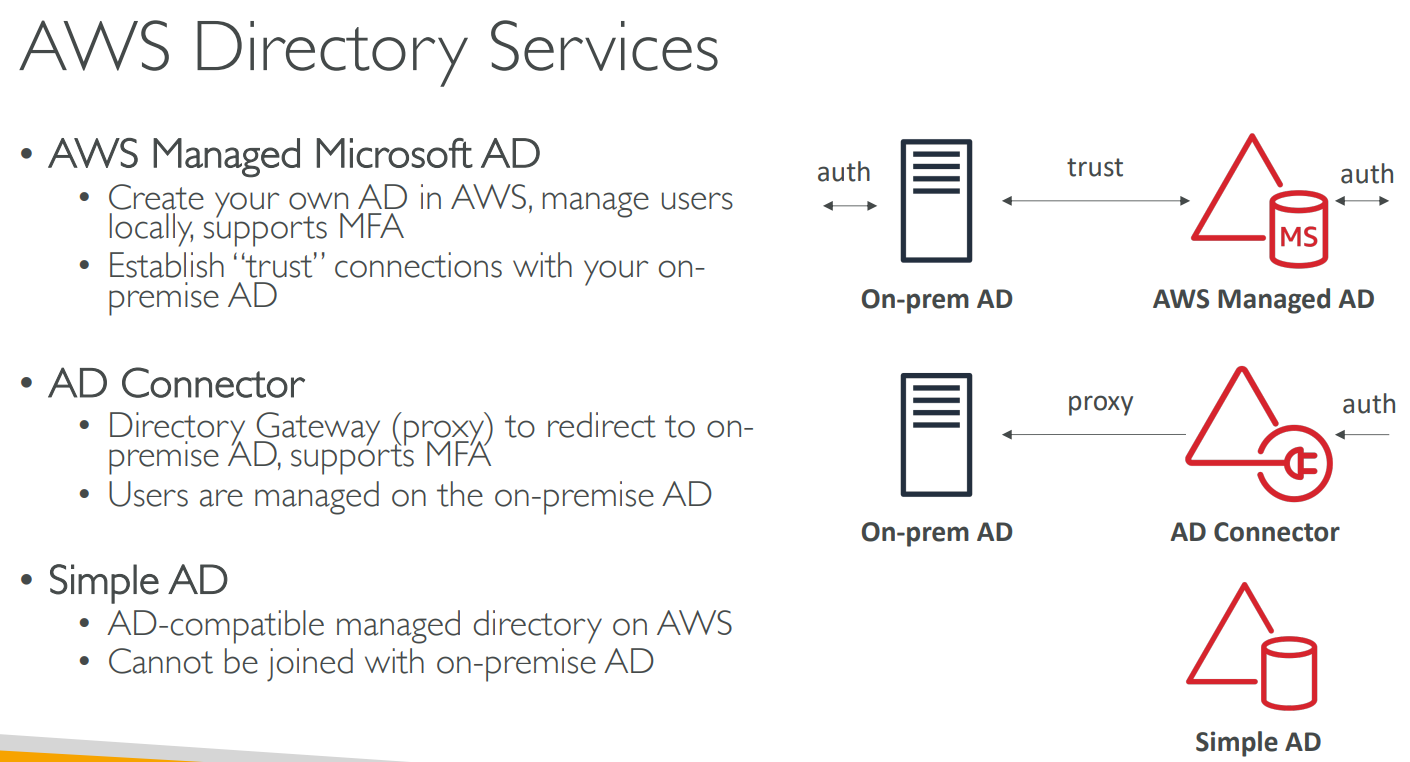 AWS Directory Services
• AWS Managed Microsoft AD
• Create your own AD in AWS, manage users
locally, supports MFA
• Establish “trust” connections with your on-
premise AD
auth
trust
auth
MS
On-prem AD
AWS Managed AD
• AD Connector
• Directory Gateway (proxy) to redirect to on-
premise AD, supports MFA
• Users are managed on the on-premise AD
proxy
auth
On-prem AD
AD Connector
• Simple AD
• AD-compatible managed directory on AWS
• Cannot be joined with on-premise AD
Simple AD